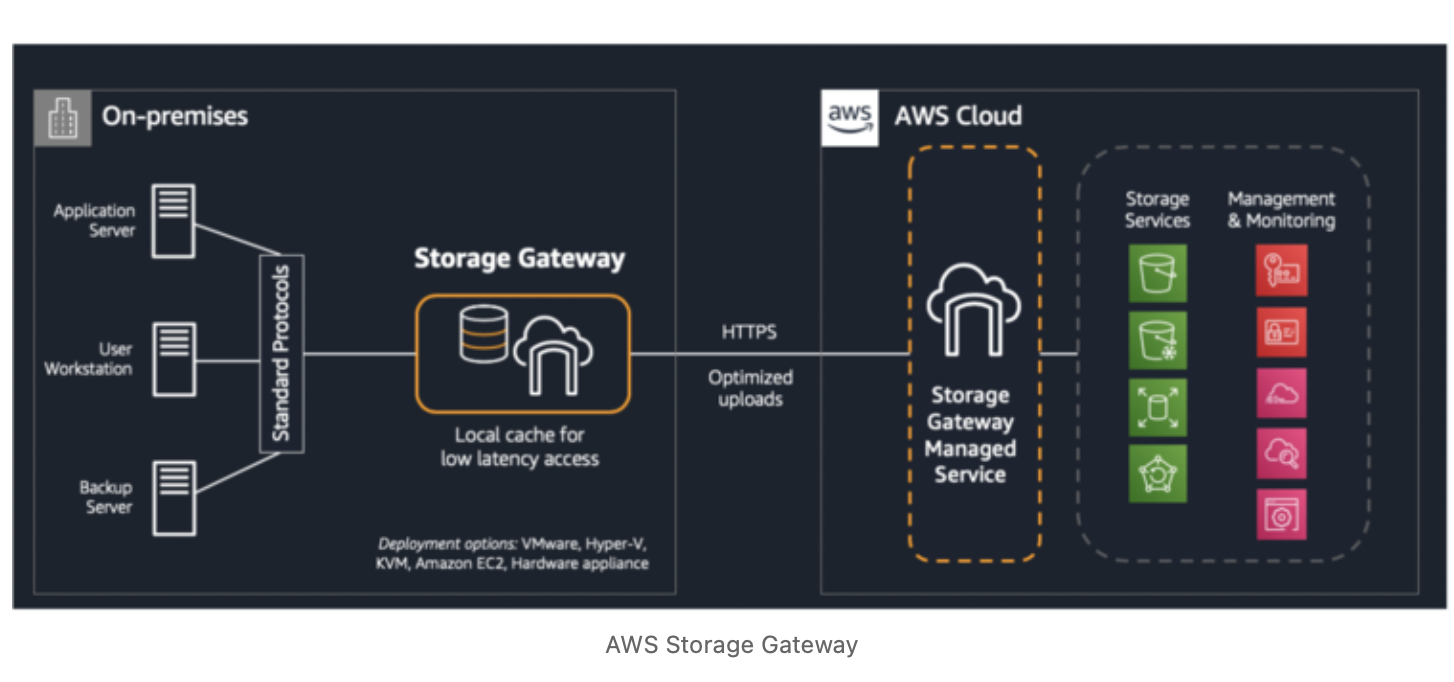 On-premises
aws
AWS Cloud
Application
Server
User
Workstation
Backup
Server
Standard Protocols
Storage Gateway
Local cache for
low latency access
Deployment options: VMware, Hyper-V,
KVM, Amazon EC2, Hardware appliance
HTTPS
Optimized
uploads
Storage
Gateway
Managed
Service
Storage
Services
Management
& Monitoring
AWS Storage Gateway